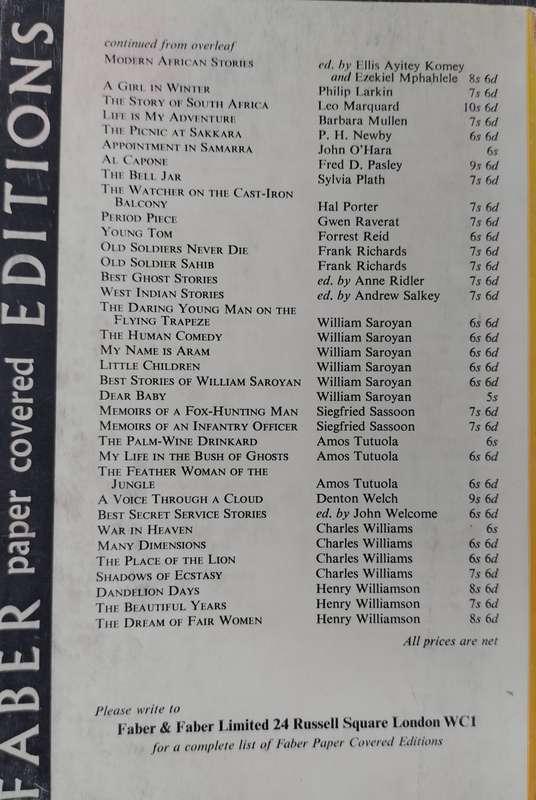 FABER paper covered EDITIONS
continued from overleaf
MODERN AFRICAN STORIES ed. by Ellis Ayitey Komey
and Ezekiel Mphahlele 8s 6d
A GIRL IN WINTER Philip Larkin 7s 6d
THE STORY OF SOUTH AFRICA Leo Marquard 10s 6d
LIFE IS MY ADVENTURE Barbara Mullen 7s 6d
THE PICNIC AT SAKKARA P. H. Newby 6s 6d
APPOINTMENT IN SAMARRA John O'Hara 6s
AL CAPONE Fred D. Pasley 9s 6d
THE BELL JAR Sylvia Plath 7s 6d
THE WATCHER ON THE CAST-IRON
BALCONY Hal Porter 7s 6d
PERIOD PIECE Gwen Raverat 7s 6d
YOUNG TOM Forrest Reid 6s 6d
OLD SOLDIERS NEVER DIE Frank Richards 7s 6d
OLD SOLDIER SAHIB Frank Richards 7s 6d
BEST GHOST STORIES ed. by Anne Ridler 7s 6d
WEST INDIAN STORIES ed. by Andrew Salkey 7s 6d
THE DARING YOUNG MAN ON THE
FLYING TRAPEZE William Saroyan 6s 6d
THE HUMAN COMEDY William Saroyan 6s 6d
MY NAME IS ARAM William Saroyan 6s 6d
LITTLE CHILDREN William Saroyan 6s 6d
BEST STORIES OF WILLIAM SAROYAN William Saroyan 6s 6d
DEAR BABY William Saroyan 5s
MEMOIRS OF A FOX-HUNTING MAN Siegfried Sassoon 7s 6d
MEMOIRS OF AN INFANTRY OFFICER Siegfried Sassoon 7s 6d
THE PALM-WINE DRINKARD Amos Tutuola 6s
MY LIFE IN THE BUSH OF GHOSTS Amos Tutuola 6s 6d
THE FEATHER WOMAN OF THE
JUNGLE Amos Tutuola 6s 6d
A VOICE THROUGH A CLOUD Denton Welch 9s 6d
BEST SECRET SERVICE STORIES ed. by John Welcome 6s 6d
WAR IN HEAVEN Charles Williams 6s
MANY DIMENSIONS Charles Williams 6s 6d
THE PLACE OF THE LION Charles Williams 6s 6d
SHADOWS OF ECSTASY Charles Williams 7s 6d
DANDELION DAYS Henry Williamson 8s 6d
THE BEAUTIFUL YEARS Henry Williamson 7s 6d
THE DREAM OF FAIR WOMEN Henry Williamson 8s 6d
All prices are net
Please write to
Faber & Faber Limited 24 Russell Square London WC1
for a complete list of Faber Paper Covered Editions